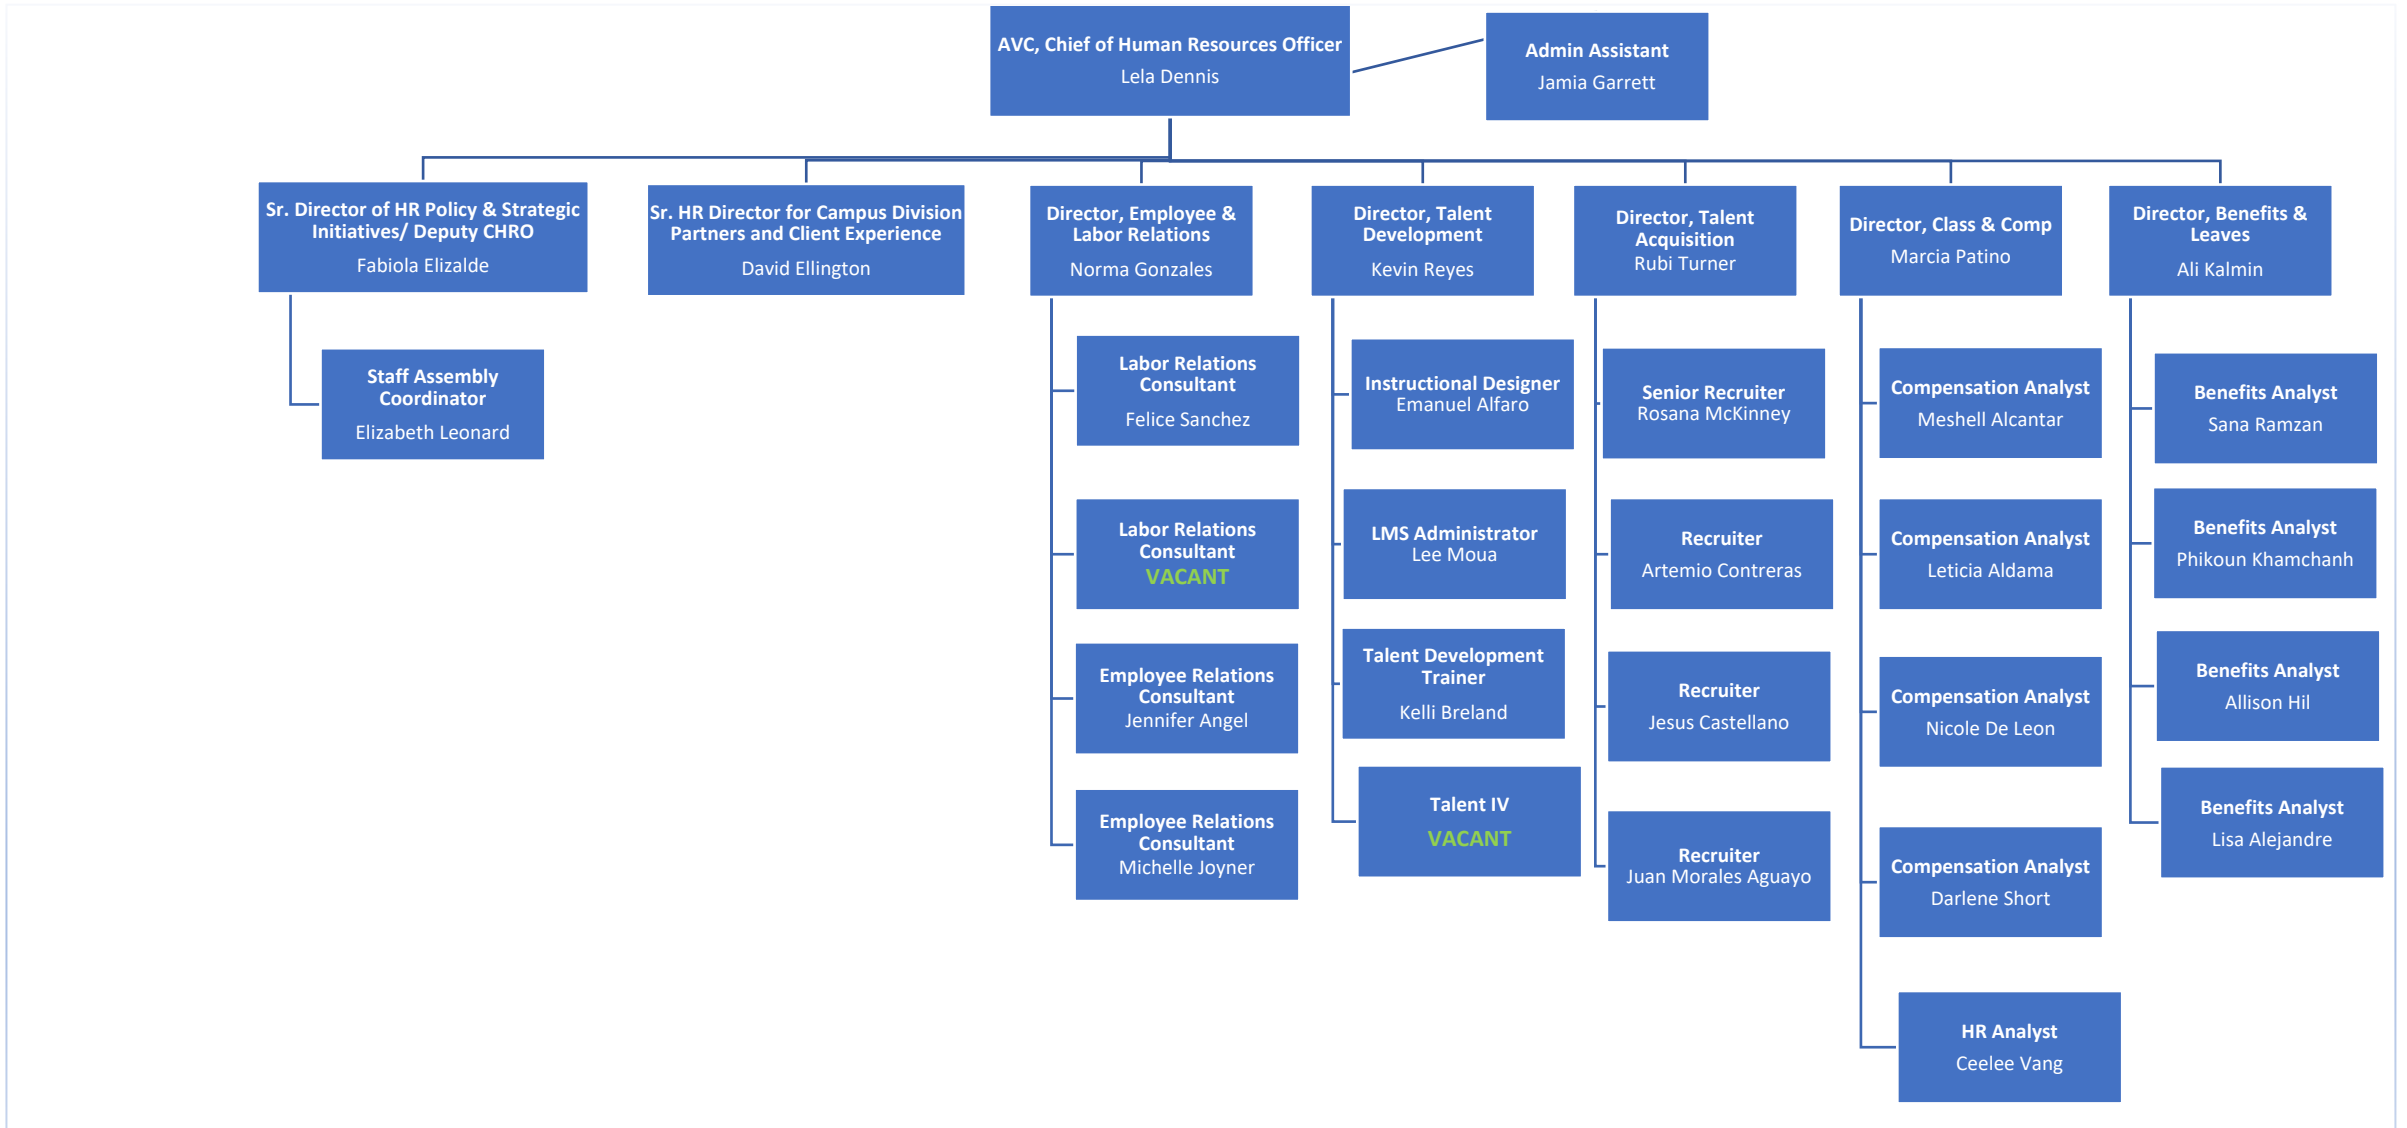 AVC, Chief of Human Resources Officer
Lela Dennis
Admin Assistant
Jamia Garrett
Sr. Director of HR Policy & Strategic
Initiatives/ Deputy CHRO
Fabiola Elizalde
Sr. HR Director for Campus Division
Partners and Client Experience
David Ellington
Director, Employee &
Labor Relations
Norma Gonzales
Director, Talent
Development
Kevin Reyes
Director, Talent
Acquisition
Rubi Turner
Director, Class & Comp
Marcia Patino
Director, Benefits &
Leaves
Ali Kalmin
Staff Assembly
Coordinator
Elizabeth Leonard
Labor Relations
Consultant
Felice Sanchez
Labor Relations
Consultant
VACANT
Employee Relations
Consultant
Jennifer Angel
Employee Relations
Consultant
Michelle Joyner
Instructional Designer
Emanuel Alfaro
LMS Administrator
Lee Moua
Talent Development
Trainer
Kelli Breland
Talent IV
VACANT
Senior Recruiter
Rosana McKinney
Recruiter
Artemio Contreras
Recruiter
Jesus Castellano
Recruiter
Juan Morales Aguayo
Compensation Analyst
Meshell Alcantar
Compensation Analyst
Leticia Aldama
Compensation Analyst
Nicole De Leon
Compensation Analyst
Darlene Short
HR Analyst
Ceelee Vang
Benefits Analyst
Sana Ramzan
Benefits Analyst
Phikoun Khamchanh
Benefits Analyst
Allison Hil
Benefits Analyst
Lisa Alejandre